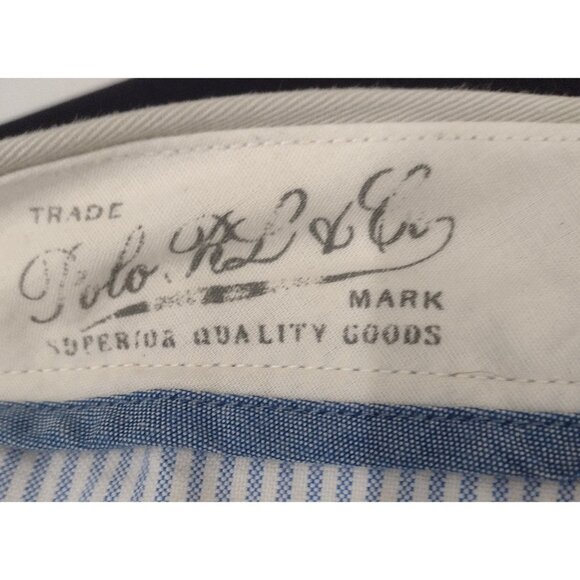 TRADE
Polo RL & Co
MARK
SUPERIOR QUALITY GOODS